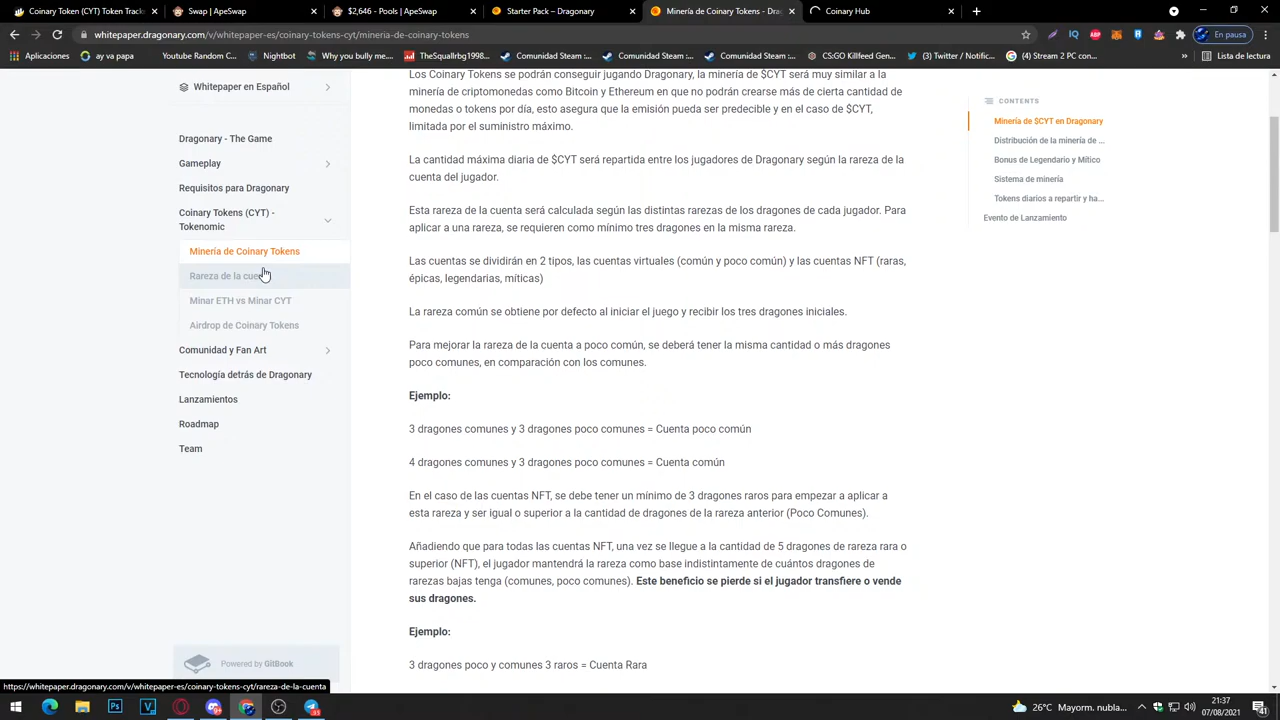 Coinary Token (CYT) Token Track
Swap | PancakeSwap
$2,646 - Pools | ApeSwap
Starter Pack – Dragonary
Minería de Coinary Tokens - Dra
Coinary Hub
whitepaper.dragonary.com/v/whitepaper-es/coinary-tokens-cyt/mineria-de-coinary-tokens
En pausa
Aplicaciones
ay va papa
Youtube Random C...
Welcome - GitBook
Why you bully me...
TheSquallrbg1998...
Comunidad Steam :...
Comunidad Steam :...
Comunidad Steam :...
CS:GO Killfeed Gen...
(3) Twitter / Notific...
(4) Stream 2 PC con...
»
Lista de lectura
Whitepaper en Español
Dragonary - The Game
Gameplay
Requisitos para Dragonary
Coinary Tokens (CYT) -
Tokenomic
Minería de Coinary Tokens
Rareza de la cue
Minar ETH vs Minar CYT
Airdrop de Coinary Tokens
Comunidad y Fan Art
Tecnología detrás de Dragonary
Lanzamientos
Roadmap
Team
Powered by GitBook
Los Coinary Tokens se podrán conseguir jugando Dragonary, la minería de $CYT será muy similar a la
minería de criptomonedas como Bitcoin y Ethereum en que no podrán crearse más de cierta cantidad de
monedas o tokens por día, esto asegura que la emisión pueda ser predecible y en el caso de $CYT,
limitada por el suministro máximo.
La cantidad máxima diaria de $CYT será repartida entre los jugadores de Dragonary según la rareza de la
cuenta del jugador.
Esta rareza de la cuenta será calculada según las distintas rarezas de los dragones de cada jugador. Para
aplicar a una rareza, se requieren como mínimo tres dragones en la misma rareza.
Las cuentas se dividirán en 2 tipos, las cuentas virtuales (común y poco común) y las cuentas NFT (raras,
épicas, legendarias, míticas)
La rareza común se obtiene por defecto al iniciar el juego y recibir los tres dragones iniciales.
Para mejorar la rareza de la cuenta a poco común, se deberá tener la misma cantidad o más dragones
poco comunes, en comparación con los comunes.
Ejemplo:
3 dragones comunes y 3 dragones poco comunes = Cuenta poco común
4 dragones comunes y 3 dragones poco comunes = Cuenta común
En el caso de las cuentas NFT, se debe tener un mínimo de 3 dragones raros para empezar a aplicar a
esta rareza y ser igual o superior a la cantidad de dragones de la rareza anterior (Poco Comunes).
Añadiendo que para todas las cuentas NFT, una vez se llegue a la cantidad de 5 dragones de rareza rara o
superior (NFT), el jugador mantendrá la rareza como base indistintamente de cuántos dragones de
rarezas bajas tenga (comunes, poco comunes). Este beneficio se pierde si el jugador transfiere o vende
sus dragones.
Ejemplo:
3 dragones poco y comunes 3 raros = Cuenta Rara
CONTENTS
Minería de $CYT en Dragonary
Distribución de la minería de ...
Bonus de Legendario y Mítico
Sistema de minería
Tokens diarios a repartir y ha...
Evento de Lanzamiento
https://whitepaper.dragonary.com/v/whitepaper-es/coinary-tokens-cyt/rareza-de-la-cuenta
26°C Mayorm. nubla...
21:37
07/08/2021